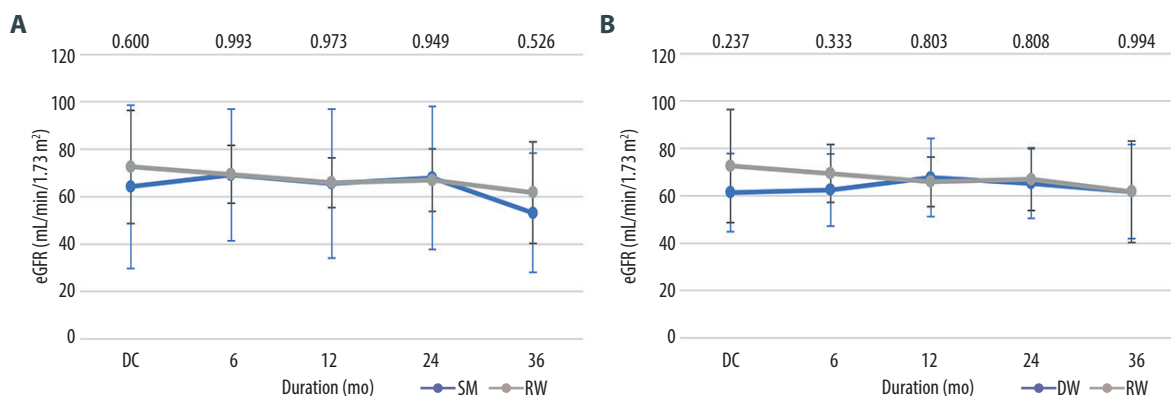 A
0.600 0.993 0.973 0.949 0.526
120
100
80
60
40
20
0
eGFR (mL/min/1.73 m²)
DC 6 12 24 36
Duration (mo)
SM RW
B
0.237 0.333 0.803 0.808 0.994
120
100
80
60
40
20
0
eGFR (mL/min/1.73 m²)
DC 6 12 24 36
Duration (mo)
DW RW